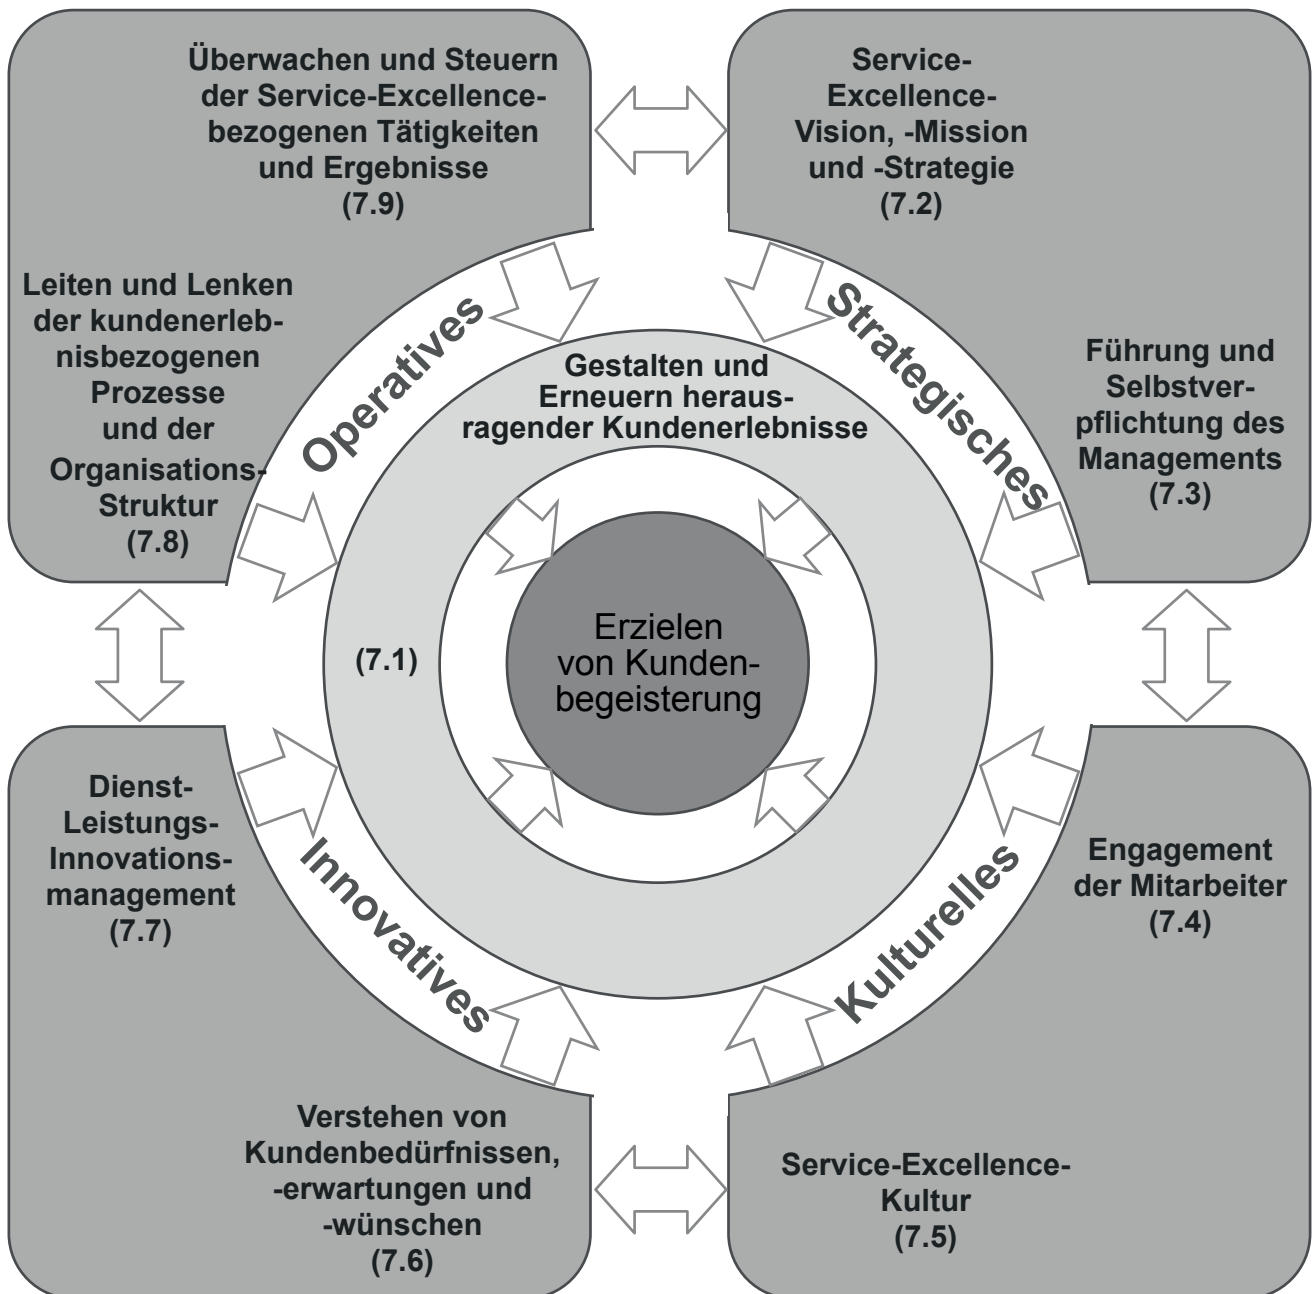 Überwachen und Steuern
der Service-Excellence-
bezogenen Tätigkeiten
und Ergebnisse
(7.9)
Service-
Excellence-
Vision, -Mission
und -Strategie
(7.2)
Leiten und Lenken
der kundenerleb-
nisbezogenen
Prozesse
und der
Organisations-
Struktur
(7.8)
Operatives
Strategisches
Führung und
Selbstver-
pflichtung des
Managements
(7.3)
Gestalten und
Erneuern heraus-
ragender Kundenerlebnisse
(7.1)
Erzielen
von Kunden-
begeisterung
Dienst-
Leistungs-
Innovations-
management
(7.7)
Innovatives
Kulturelles
Engagement
der Mitarbeiter
(7.4)
Verstehen von
Kundenbedürfnissen,
-erwartungen und
-wünschen
(7.6)
Service-Excellence-
Kultur
(7.5)